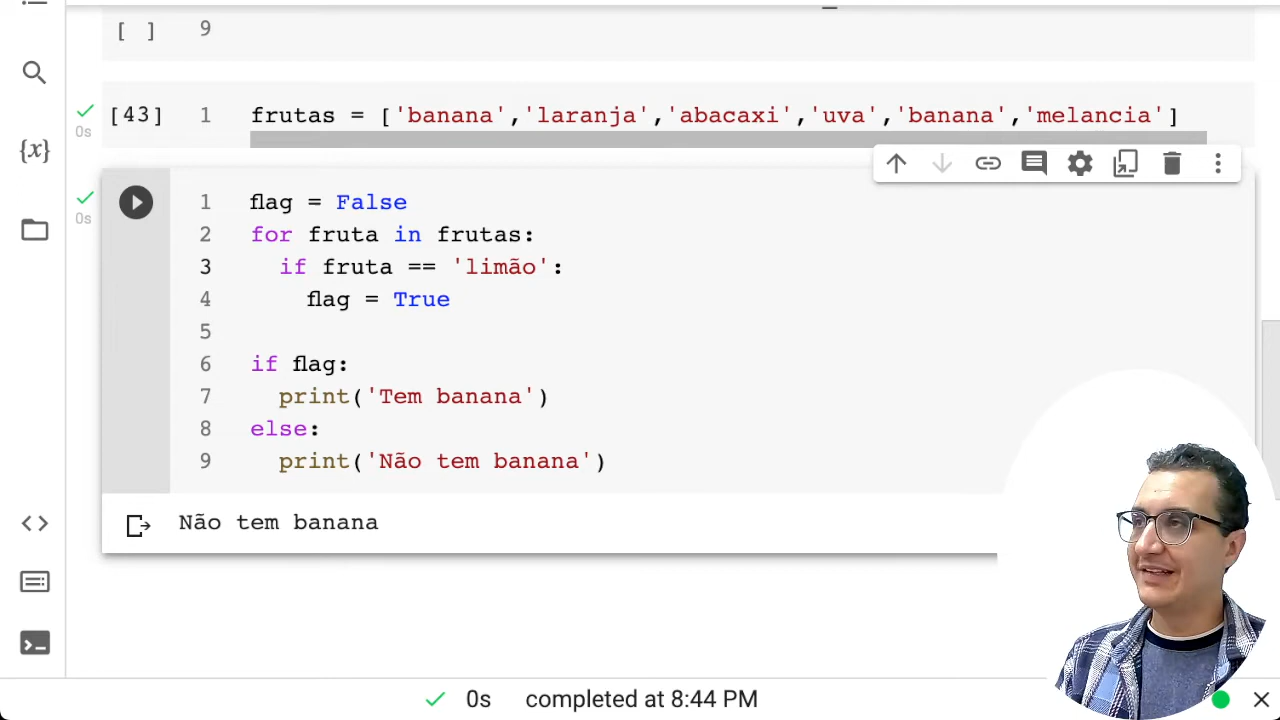 [ ] 9
[43] 1 frutas = ['banana','laranja','abacaxi','uva','banana','melancia']
0s
{x}
0s
1 flag = False
2 for fruta in frutas:
3 if fruta == 'limão':
4 flag = True
5
6 if flag:
7 print('Tem banana')
8 else:
9 print('Não tem banana')
Não tem banana
0s completed at 8:44 PM